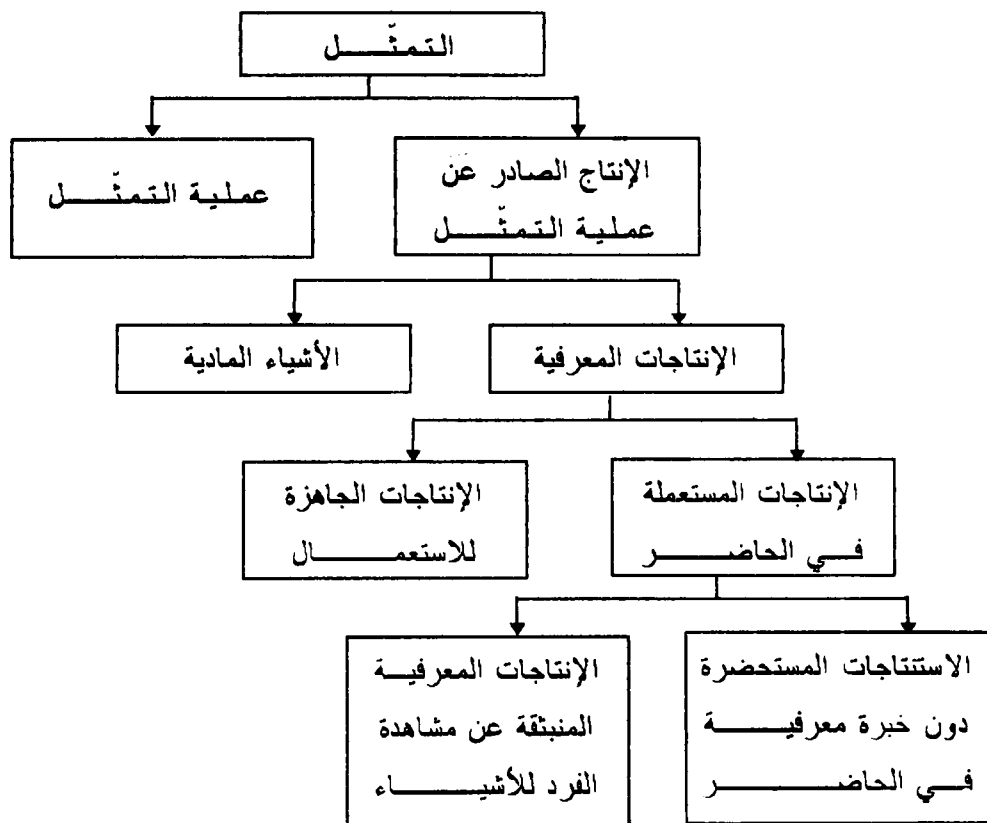 التمثّل
الإنتاج الصادر عن
عملية التمثّل
عملية التمثّل
الإنتاجات المعرفية
الأشياء المادية
الإنتاجات المستعملة
في الحاضر
الإنتاجات الجاهزة
للاستعمال
الاستنتاجات المستحضرة
دون خبرة معرفية
في الحاضر
الإنتاجات المعرفية
المنبثقة عن مشاهدة
الفرد للأشياء